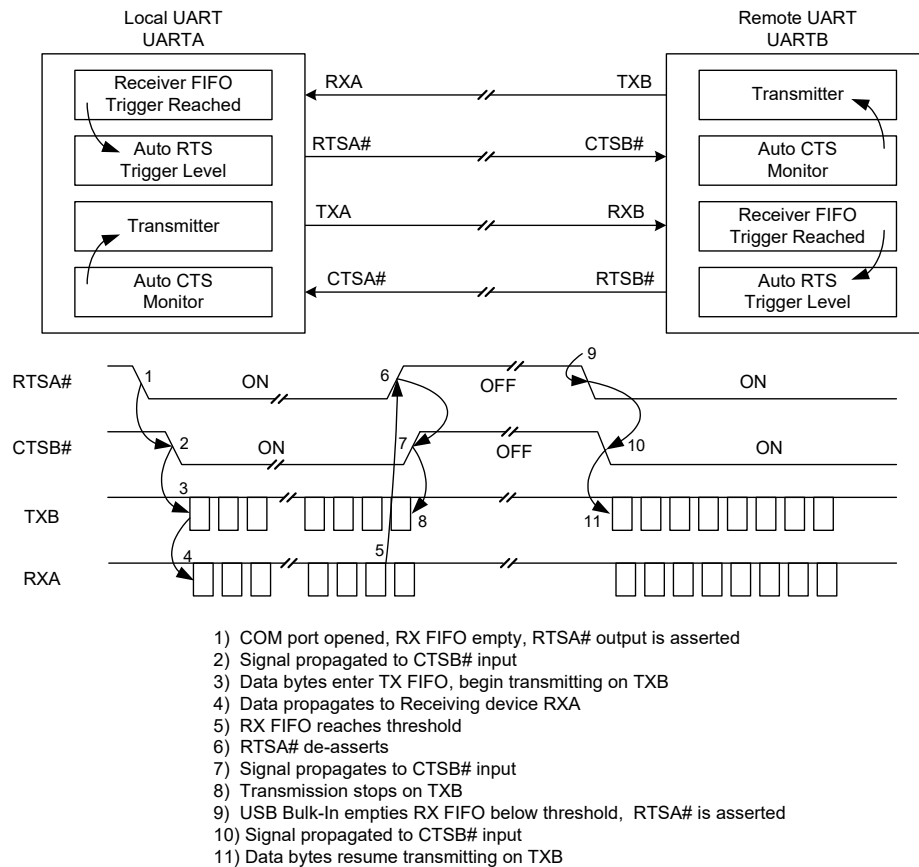 Local UART
UARTA
Remote UART
UARTB
Receiver FIFO
Trigger Reached
Auto RTS
Trigger Level
Transmitter
Auto CTS
Monitor
RXA
TXB
RTSA#
CTSB#
TXA
RXB
CTSA#
RTSB#
Transmitter
Auto CTS
Monitor
Receiver FIFO
Trigger Reached
Auto RTS
Trigger Level
RTSA#
1
ON
6
OFF
9
ON
CTSB#
2
ON
7
OFF
10
ON
TXB
3
8
11
RXA
4
5
1) COM port opened, RX FIFO empty, RTSA# output is asserted
2) Signal propagated to CTSB# input
3) Data bytes enter TX FIFO, begin transmitting on TXB
4) Data propagates to Receiving device RXA
5) RX FIFO reaches threshold
6) RTSA# de-asserts
7) Signal propagates to CTSB# input
8) Transmission stops on TXB
9) USB Bulk-In empties RX FIFO below threshold, RTSA# is asserted
10) Signal propagated to CTSB# input
11) Data bytes resume transmitting on TXB